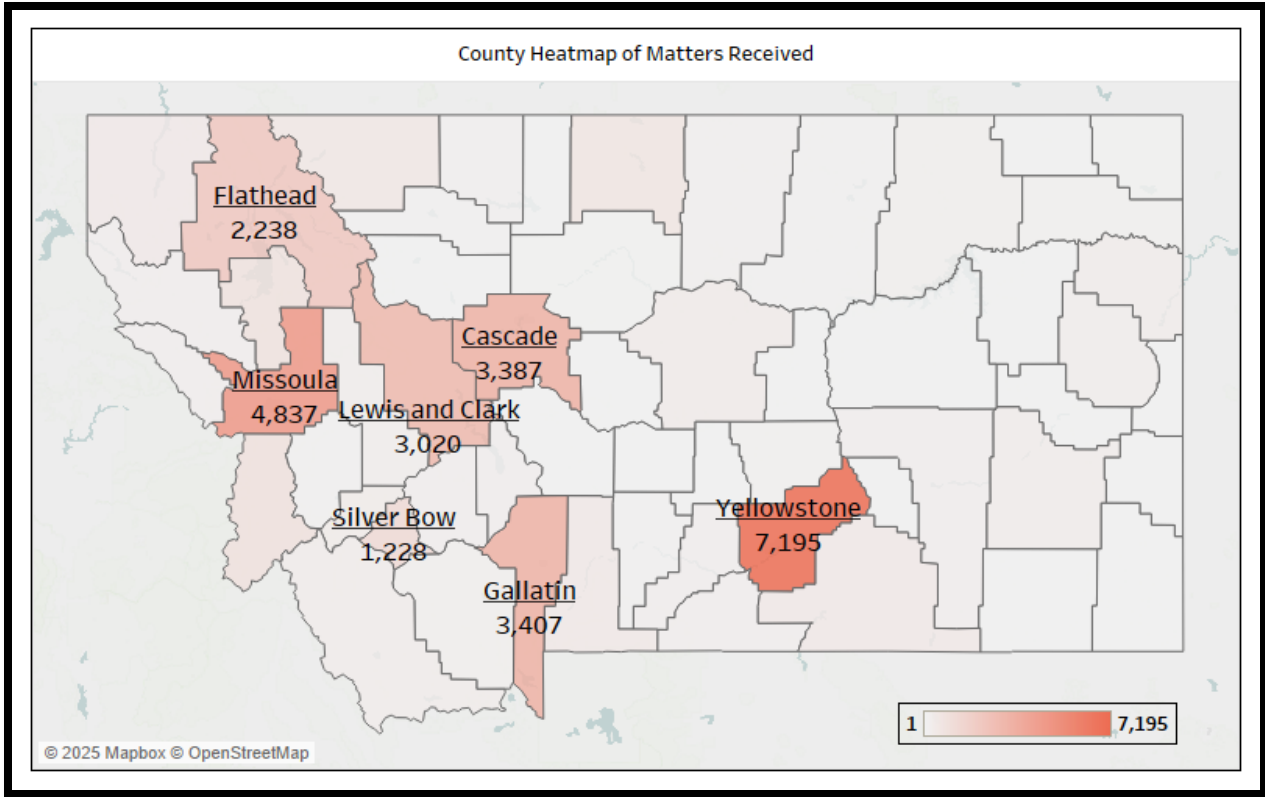 County Heatmap of Matters Received
Flathead
2,238
Cascade
3,387
Missoula
4,837
Lewis and Clark
3,020
Silver Bow
1,228
Yellowstone
7,195
Gallatin
3,407
1 7,195
© 2025 Mapbox © OpenStreetMap